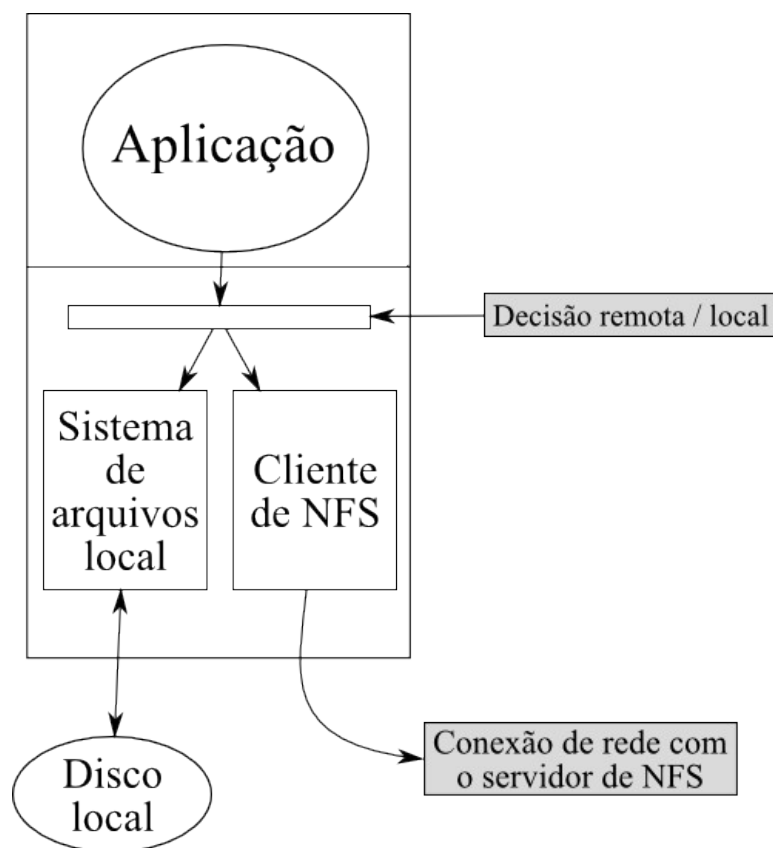 Aplicação
Decisão remota / local
Sistema
de
arquivos
local
Cliente
de NFS
Disco
local
Conexão de rede com
o servidor de NFS